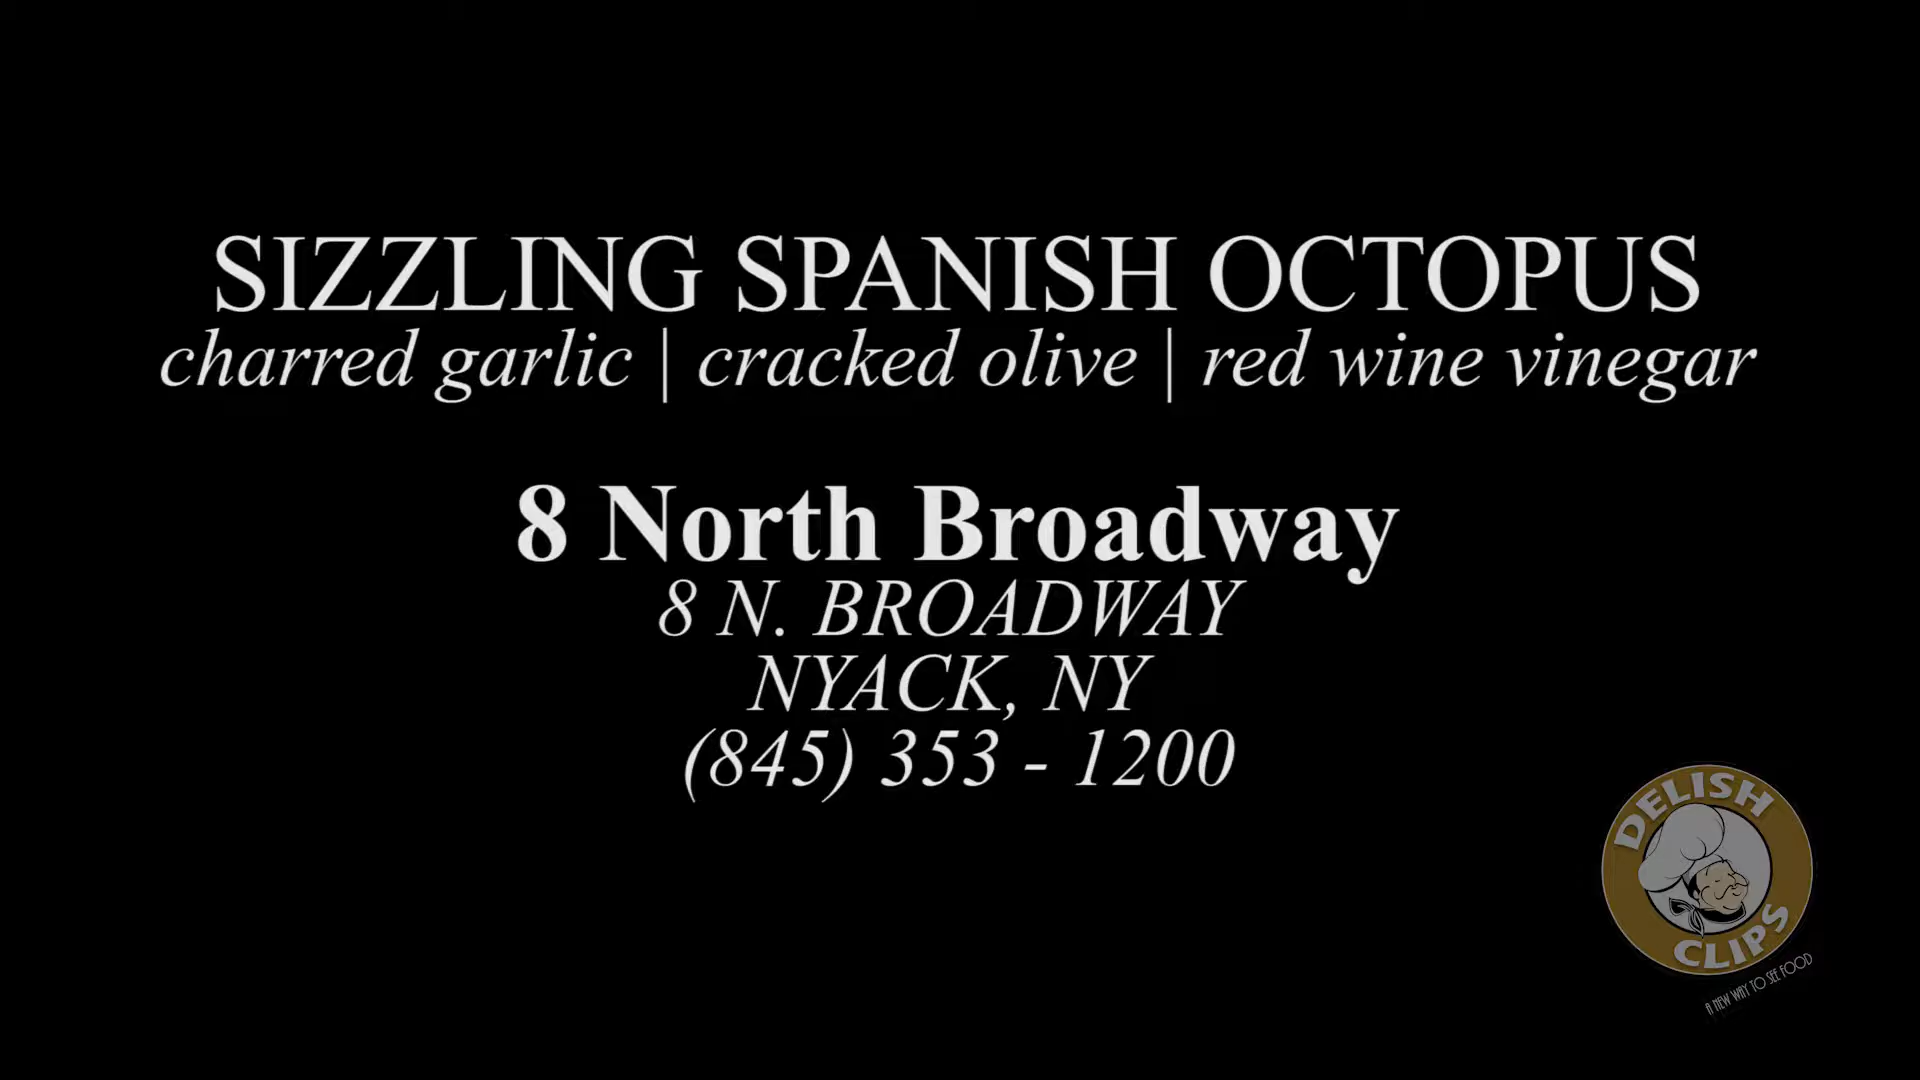 SIZZLING SPANISH OCTOPUS
charred garlic | cracked olive | red wine vinegar
8 North Broadway
8 N. BROADWAY
NYACK, NY
(845) 353 - 1200
DELISH
CLIPS
A NEW WAY TO SEE FOOD